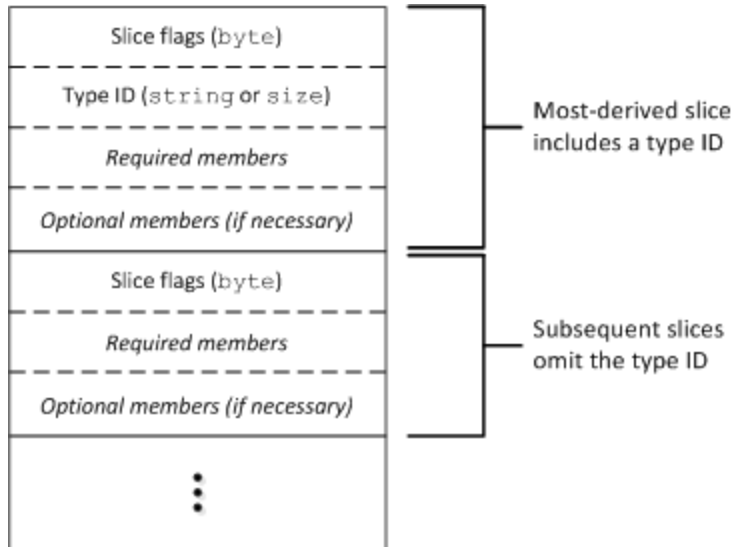 Slice flags (byte)
Type ID (string or size)
Required members
Optional members (if necessary)
Most-derived slice
includes a type ID
Slice flags (byte)
Required members
Optional members (if necessary)
Subsequent slices
omit the type ID